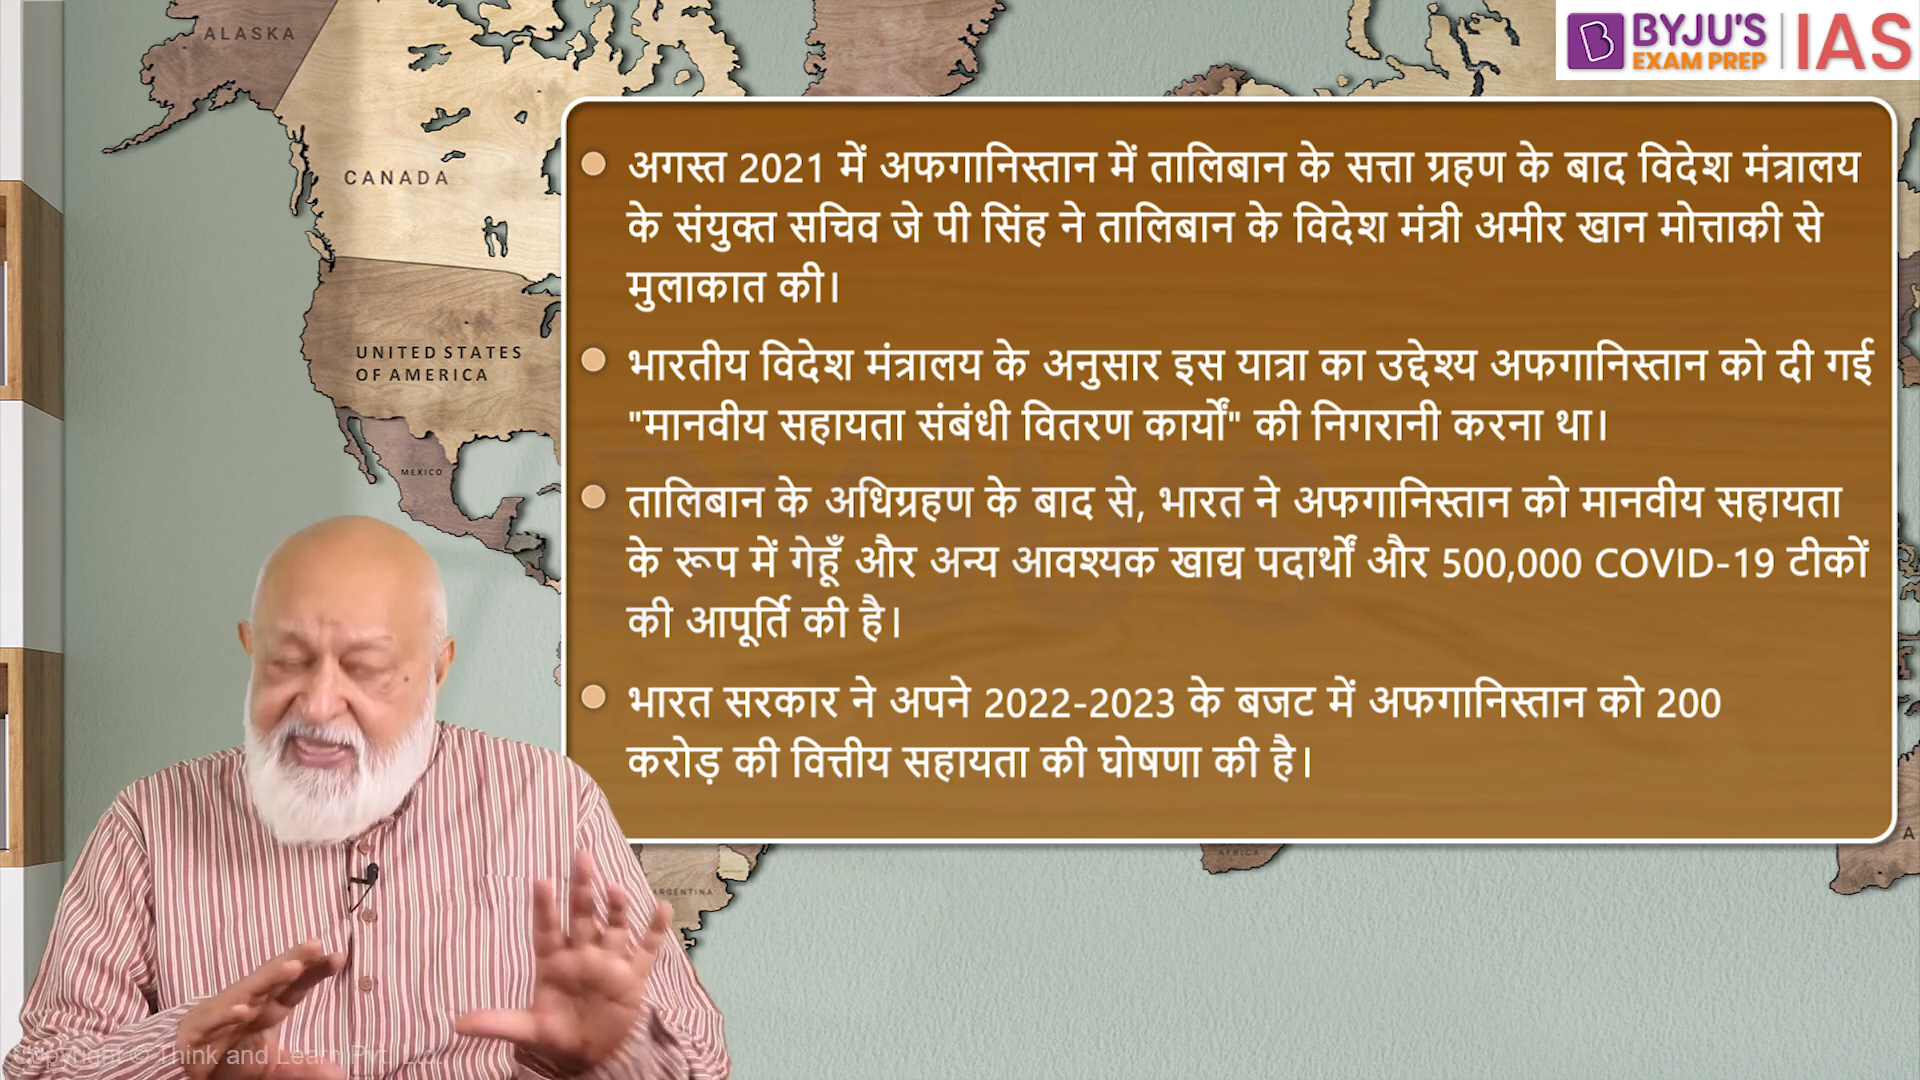 ALASKA
CANADA
UNITED STATES
OF AMERICA
MEXICO
BYJU'S
EXAM PREP
IAS
अगस्त 2021 में अफगानिस्तान में तालिबान के सत्ता ग्रहण के बाद विदेश मंत्रालय
के संयुक्त सचिव जे पी सिंह ने तालिबान के विदेश मंत्री अमीर खान मोत्ताकी से
मुलाकात की।
भारतीय विदेश मंत्रालय के अनुसार इस यात्रा का उद्देश्य अफगानिस्तान को दी गई
"मानवीय सहायता संबंधी वितरण कार्यों" की निगरानी करना था।
तालिबान के अधिग्रहण के बाद से, भारत ने अफगानिस्तान को मानवीय सहायता
के रूप में गेहूँ और अन्य आवश्यक खाद्य पदार्थों और 500,000 COVID-19 टीकों
की आपूर्ति की है।
भारत सरकार ने अपने 2022-2023 के बजट में अफगानिस्तान को 200
करोड़ की वित्तीय सहायता की घोषणा की है।
ARGENTINA
AFRICA
Copyright © Think and Learn Pvt. Ltd.